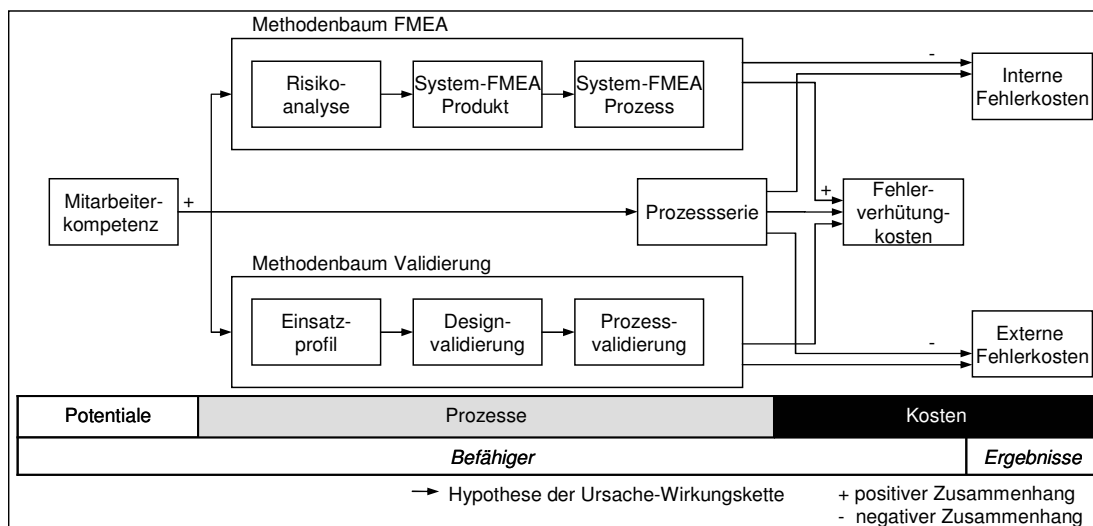 Methodenbaum FMEA
Risiko-
analyse
System-FMEA
Produkt
System-FMEA
Prozess
-
Interne
Fehlerkosten
Mitarbeiter-
kompetenz
+
Prozessserie
+
Fehler-
verhütung-
kosten
Methodenbaum Validierung
Einsatz-
profil
Design-
validierung
Prozess-
validierung
-
Externe
Fehlerkosten
Potentiale
Prozesse
Kosten
Befähiger
Ergebnisse
Hypothese der Ursache-Wirkungskette
+ positiver Zusammenhang
- negativer Zusammenhang